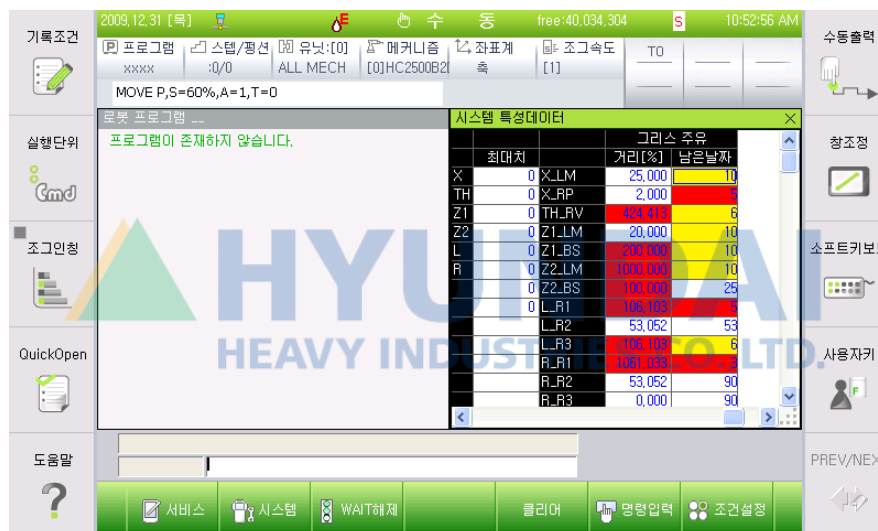 기록조건
2009,12,31 [목] E 수 동 free:40,034,304 S 10:52:56 AM
수동출력
P 프로그램 스텝/평션 유닛:[0] 메커니즘 좌표계 조그속도 TO
xxxx :0/0 ALL MECH [0]HC2500B2 축 [1]
MOVE P,S=60%,A=1,T=0
로봇 프로그램 __
시스템 특성데이터
실행단위
프로그램이 존재하지 않습니다.
그리스 주유
창조정
최대치 거리[%] 남은날짜
X 0 X_LM 25,000 10
TH 0 X_RP 2,000 5
Cmd
Z1 0 TH_RV 424,413 6
Z2 0 Z1_LM 20,000 10
조그인칭
L 0 Z1_BS 200,000 10
소프트키보
R 0 Z2_LM 1000,000 10
0 Z2_BS 100,000 25
0 L_R1 106,103 5
L_R2 53,052 53
HYUNDAI
HEAVY INDUSTRIES CO., LTD.
QuickOpen
L_R3 106,103 6
사용자키
R_R1 1061,033 3
R_R2 53,052 90
F
R_R3 0,000 90
도움말
PREV/NEX
서비스 시스템 WAIT해제 클리어 명령입력 조건설정